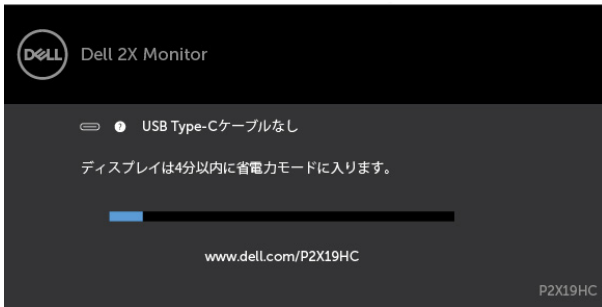 DELL
Dell 2X Monitor
? USB Type-Cケーブルなし
ディスプレイは4分以内に省電力モードに入ります。
www.dell.com/P2X19HC
P2X19HC